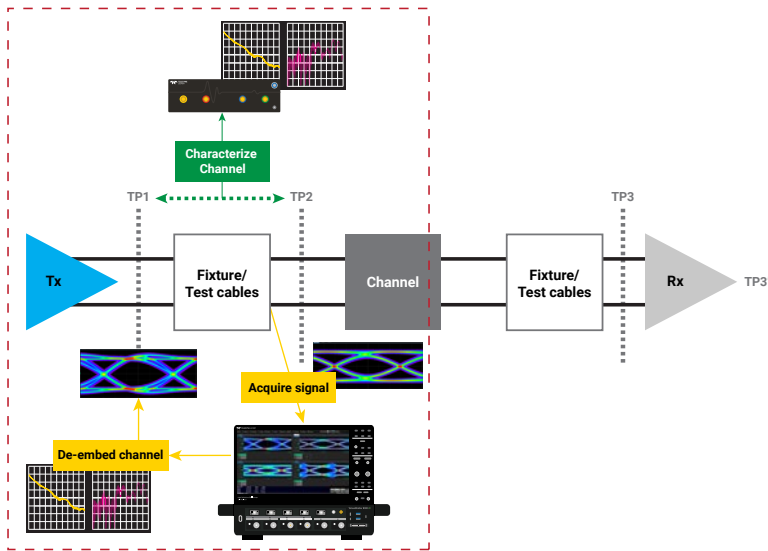 Characterize
Channel
TP1
TP2
TP3
Tx
Fixture/
Test cables
Channel
Fixture/
Test cables
Rx
TP3
Acquire signal
De-embed channel